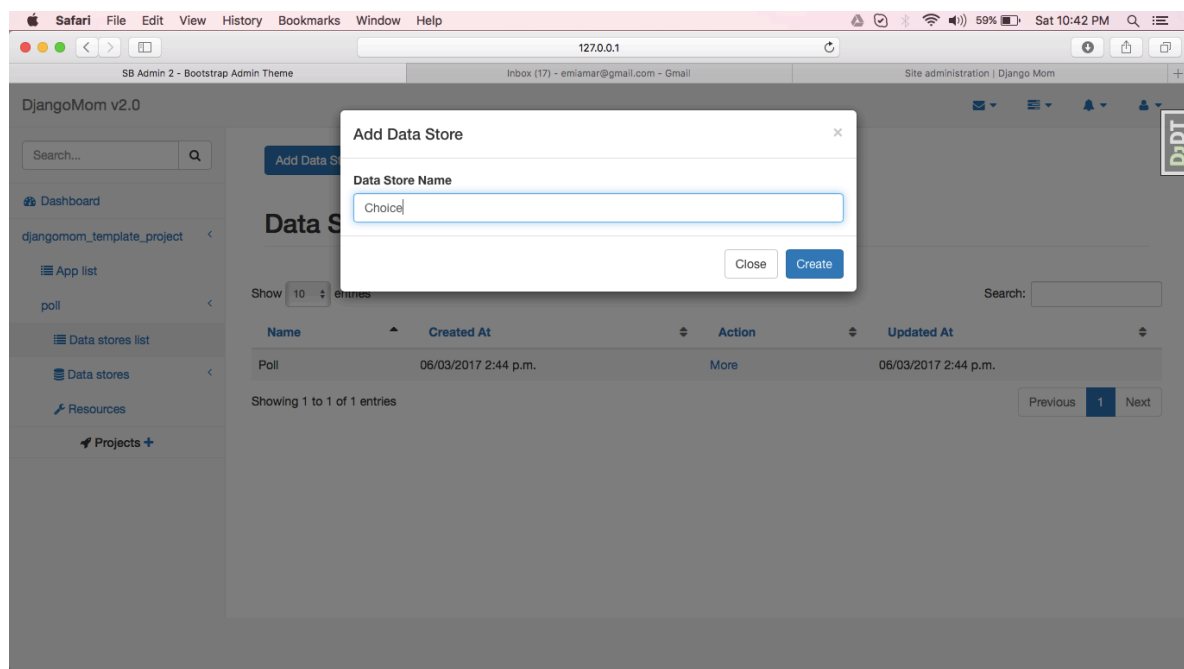 Safari File Edit View History Bookmarks Window Help 59% Sat 10:42 PM
127.0.0.1
SB Admin 2 - Bootstrap Admin Theme Inbox (17) - emiamar@gmail.com - Gmail Site administration | Django Mom
DjangoMom v2.0
DjDT
Add Data Store
Search...
Add Data St
Data Store Name
Dashboard
Choice
djangomom_template_project
Data S
App list
Close Create
poll
Show 10 entries Search:
Data stores list
Name Created At Action Updated At
Data stores
Poll 06/03/2017 2:44 p.m. More 06/03/2017 2:44 p.m.
Resources
Showing 1 to 1 of 1 entries Previous 1 Next
Projects